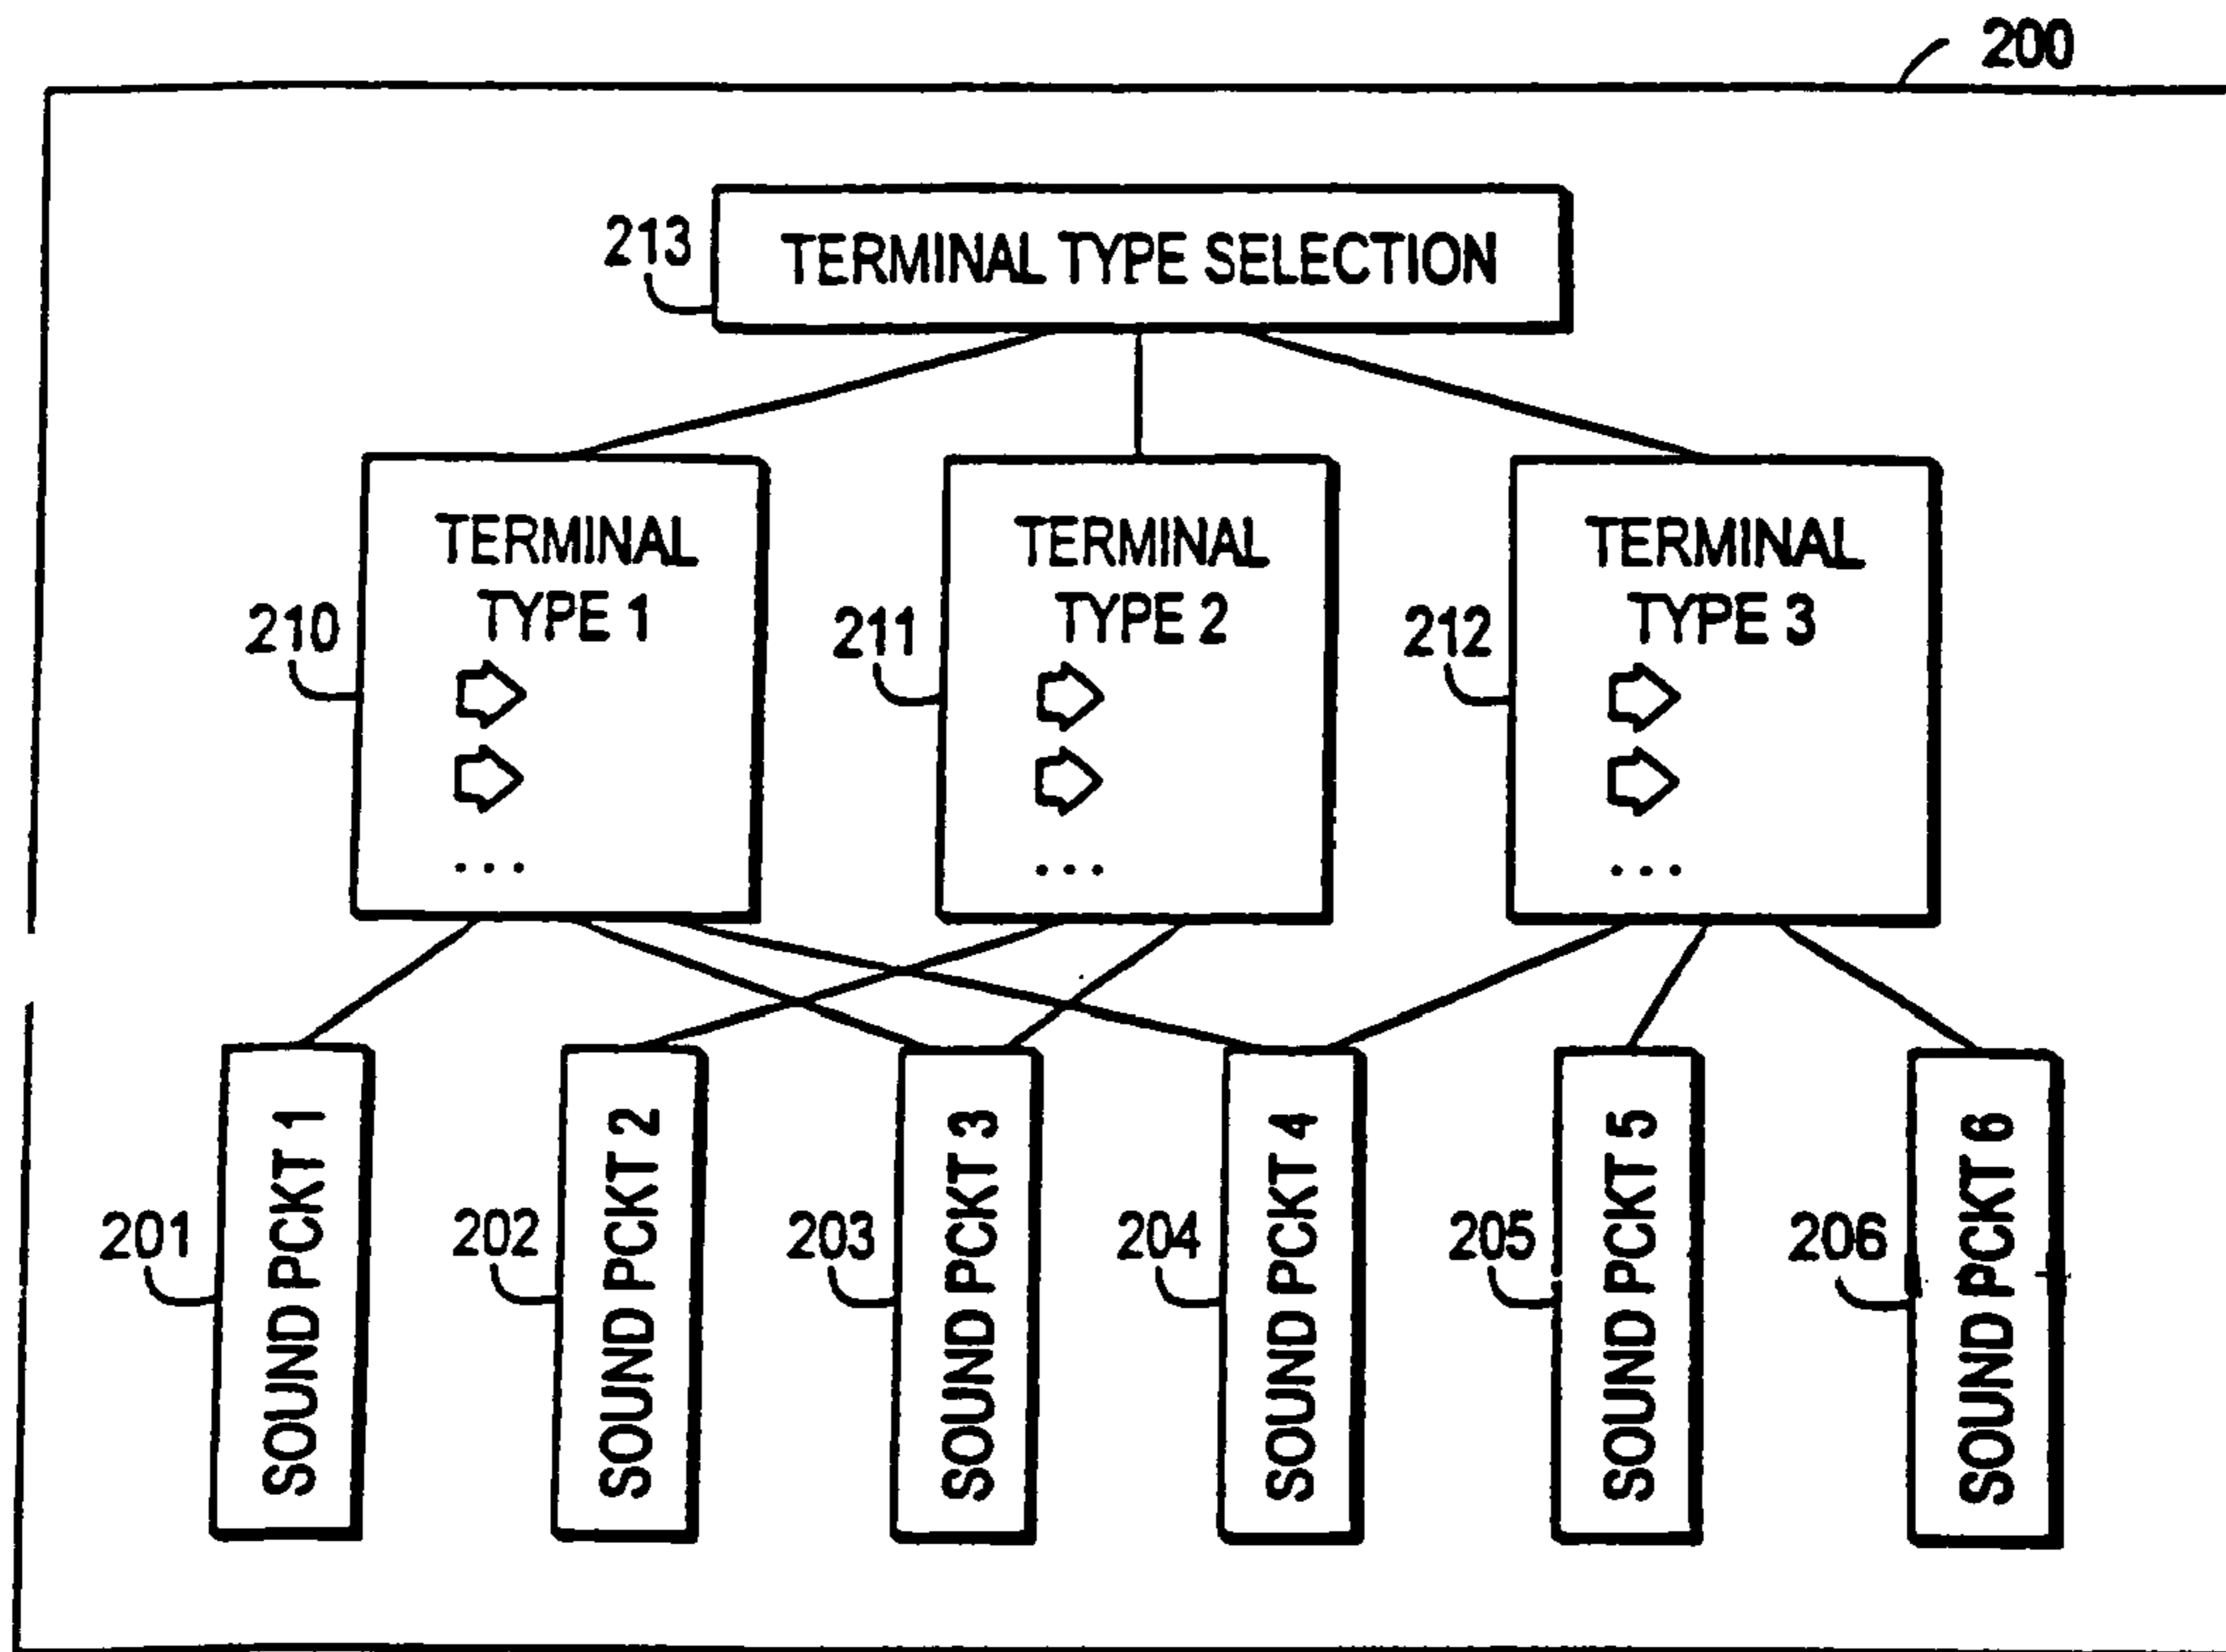 200
213
TERMINAL TYPE SELECTION
TERMINAL
TYPE 1
210
...
TERMINAL
TYPE 2
211
...
TERMINAL
TYPE 3
212
...
201
SOUND PCKT 1
202
SOUND PCKT 2
203
SOUND PCKT 3
204
SOUND PCKT 4
205
SOUND PCKT 5
206
SOUND PCKT 6